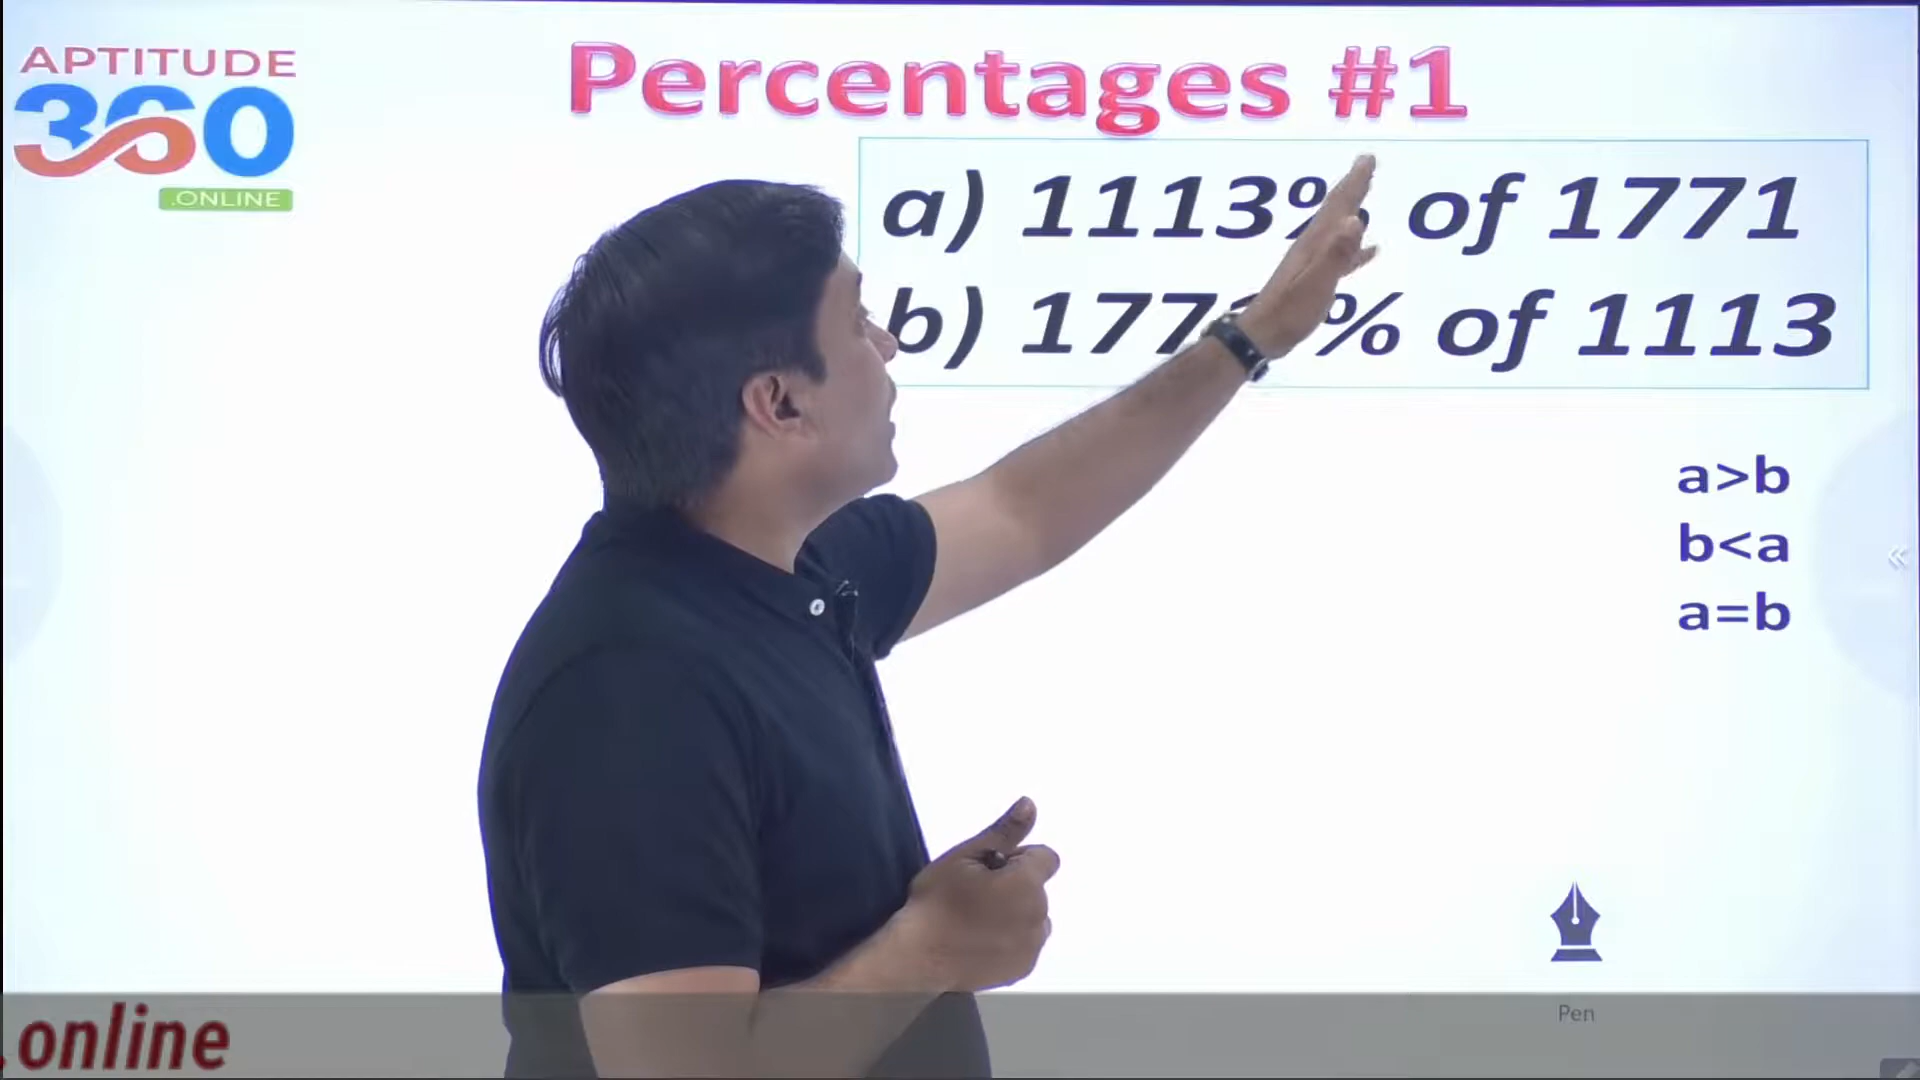 APTITUDE
360
.ONLINE
Percentages #1
a) 1113% of 1771
b) 177 % of 1113
a>b
b<a
a=b
Pen
.online